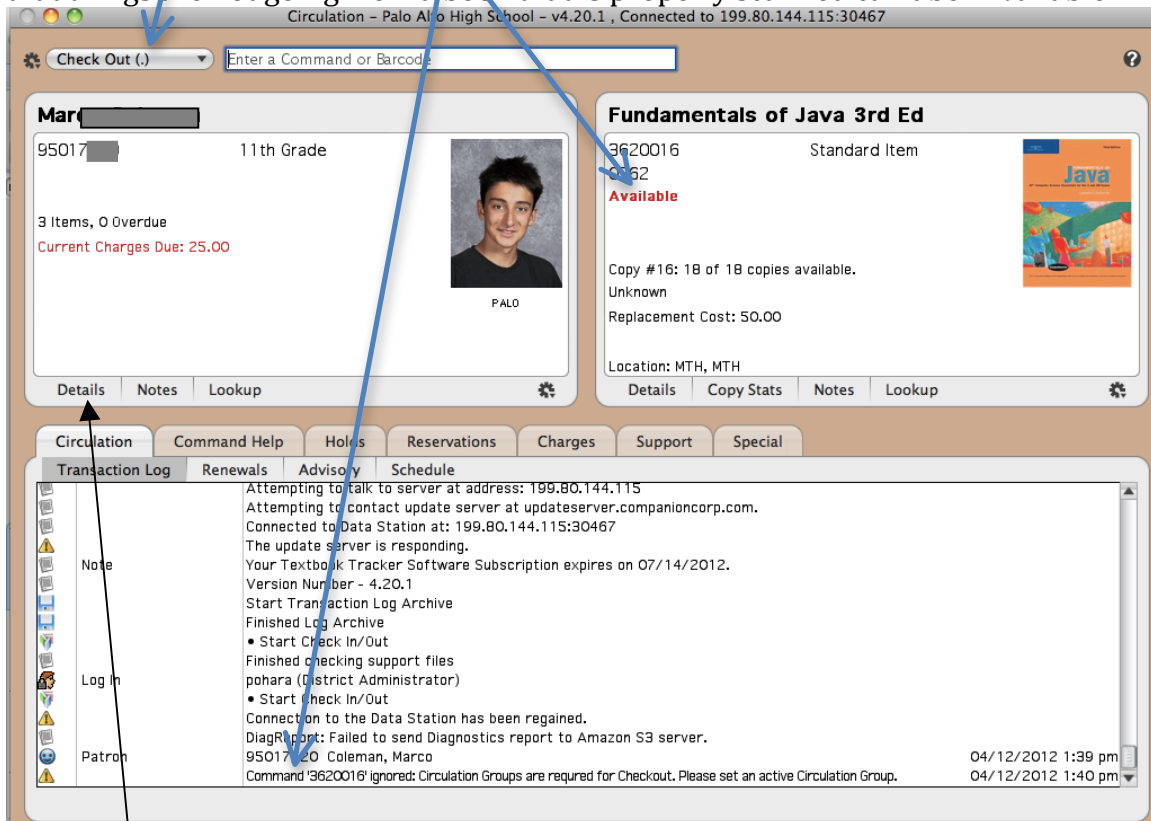 Circulation – Palo Alto High School – v4.20.1 , Connected to 199.80.144.115:30467
Check Out (.)
Enter a Command or Barcode
95017
11th Grade
3 Items, 0 Overdue
Current Charges Due: 25.00
PALO
Details Notes Lookup
Fundamentals of Java 3rd Ed
3620016 Standard Item
Available
Copy #16: 18 of 18 copies available.
Unknown
Replacement Cost: 50.00
Location: MTH, MTH
Java
Details Copy Stats Notes Lookup
Circulation Command Help Holds Reservations Charges Support Special
Transaction Log Renewals Advisory Schedule
Attempting to talk to server at address: 199.80.144.115
Attempting to contact update server at updateserver.companioncorp.com.
Connected to Data Station at: 199.80.144.115:30467
The update server is responding.
Note Your Textbook Tracker Software Subscription expires on 07/14/2012.
Version Number - 4.20.1
Start Transaction Log Archive
Finished Log Archive
• Start Check In/Out
Finished checking support files
Log In pohara (District Administrator)
• Start Check In/Out
Connection to the Data Station has been regained.
DiagReport: Failed to send Diagnostics report to Amazon S3 server.
Patron Coleman, Marco 04/12/2012 1:39 pm
Command '3620016' ignored: Circulation Groups are requred for Checkout. Please set an active Circulation Group. 04/12/2012 1:40 pm